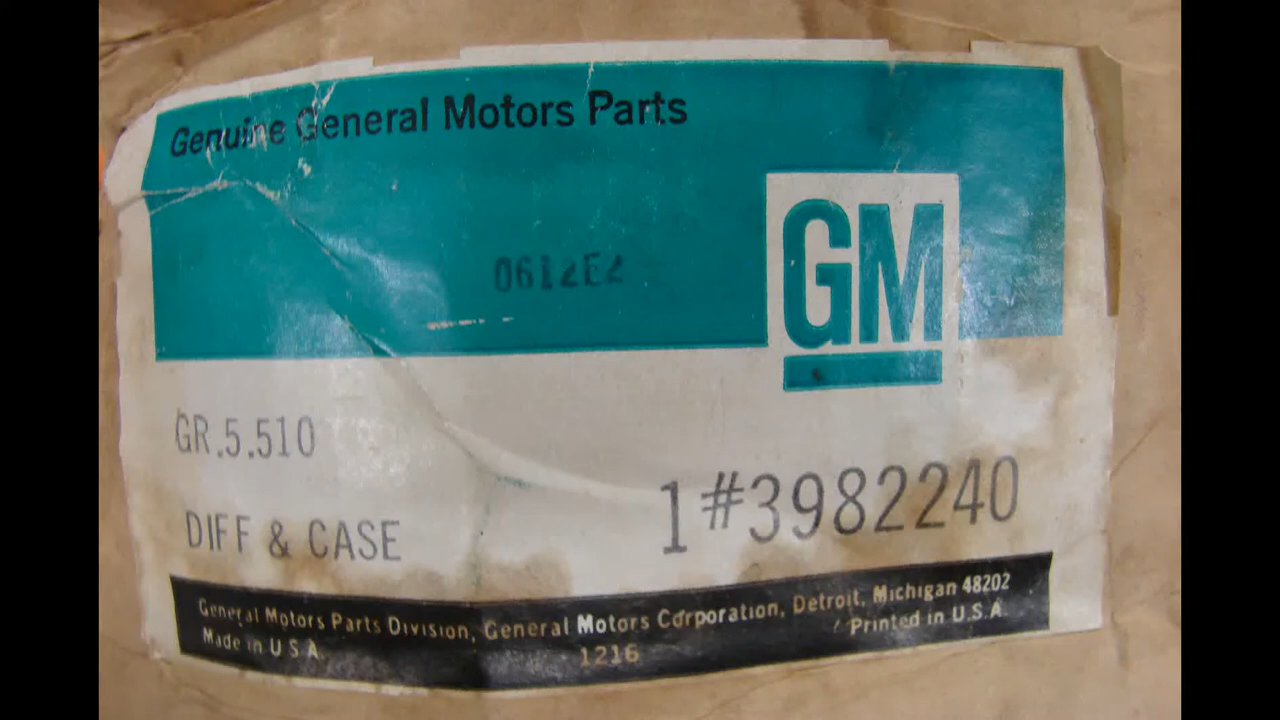 Genuine General Motors Parts
GM
GR.5.510
DIFF & CASE
1#3982240
General Motors Parts Division, General Motors Corporation, Detroit, Michigan 48202
Made in U S A.
Printed in U.S.A.
1216